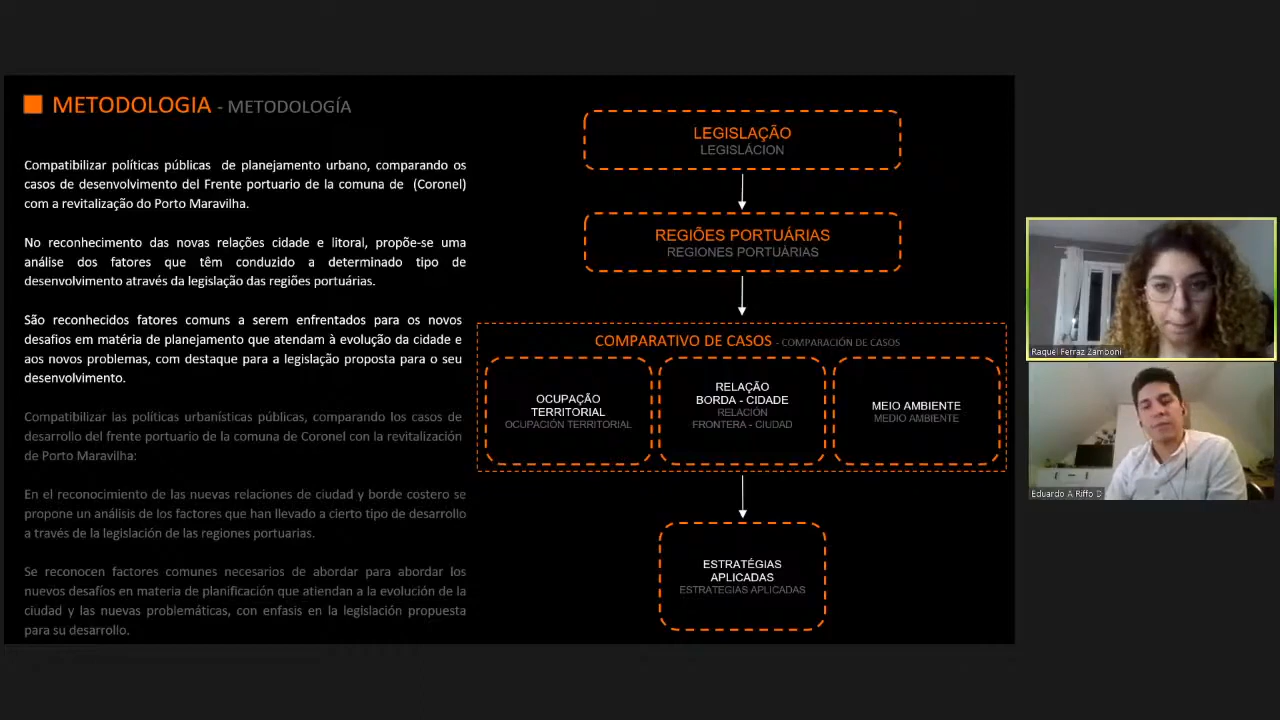 METODOLOGIA - METODOLOGÍA
Compatibilizar políticas públicas de planejamento urbano, comparando os
casos de desenvolvimento del Frente portuario de la comuna de (Coronel)
com a revitalização do Porto Maravilha.
No reconhecimento das novas relações cidade e litoral, propõe-se uma
análise dos fatores que têm conduzido a determinado tipo de
desenvolvimento através da legislação das regiões portuárias.
São reconhecidos fatores comuns a serem enfrentados para os novos
desafios em matéria de planejamento que atendam à evolução da cidade e
aos novos problemas, com destaque para a legislação proposta para o seu
desenvolvimento.
Compatibilizar las políticas urbanísticas públicas, comparando los casos de
desarrollo del frente portuario de la comuna de Coronel con la revitalización
de Porto Maravilha:
En el reconocimiento de las nuevas relaciones de ciudad y borde costero se
propone un análisis de los factores que han llevado a cierto tipo de desarrollo
a través de la legislación de las regiones portuarias.
Se reconocen factores comunes necesarios de abordar para abordar los
nuevos desafíos en materia de planificación que atiendan a la evolución de la
ciudad y las nuevas problemáticas, con enfasis en la legislación propuesta
para su desarrollo.
LEGISLAÇÃO
LEGISLÁCION
REGIÕES PORTUÁRIAS
REGIONES PORTUÁRIAS
COMPARATIVO DE CASOS - COMPARACIÓN DE CASOS
OCUPAÇÃO
TERRITORIAL
OCUPACIÓN TERRITORIAL
RELAÇÃO
BORDA - CIDADE
RELACIÓN
FRONTERA - CIUDAD
MEIO AMBIENTE
MEDIO AMBIENTE
ESTRATÉGIAS
APLICADAS
ESTRATEGIAS APLICADAS
Raquel Ferraz Zamboni
Eduardo A Riffo D